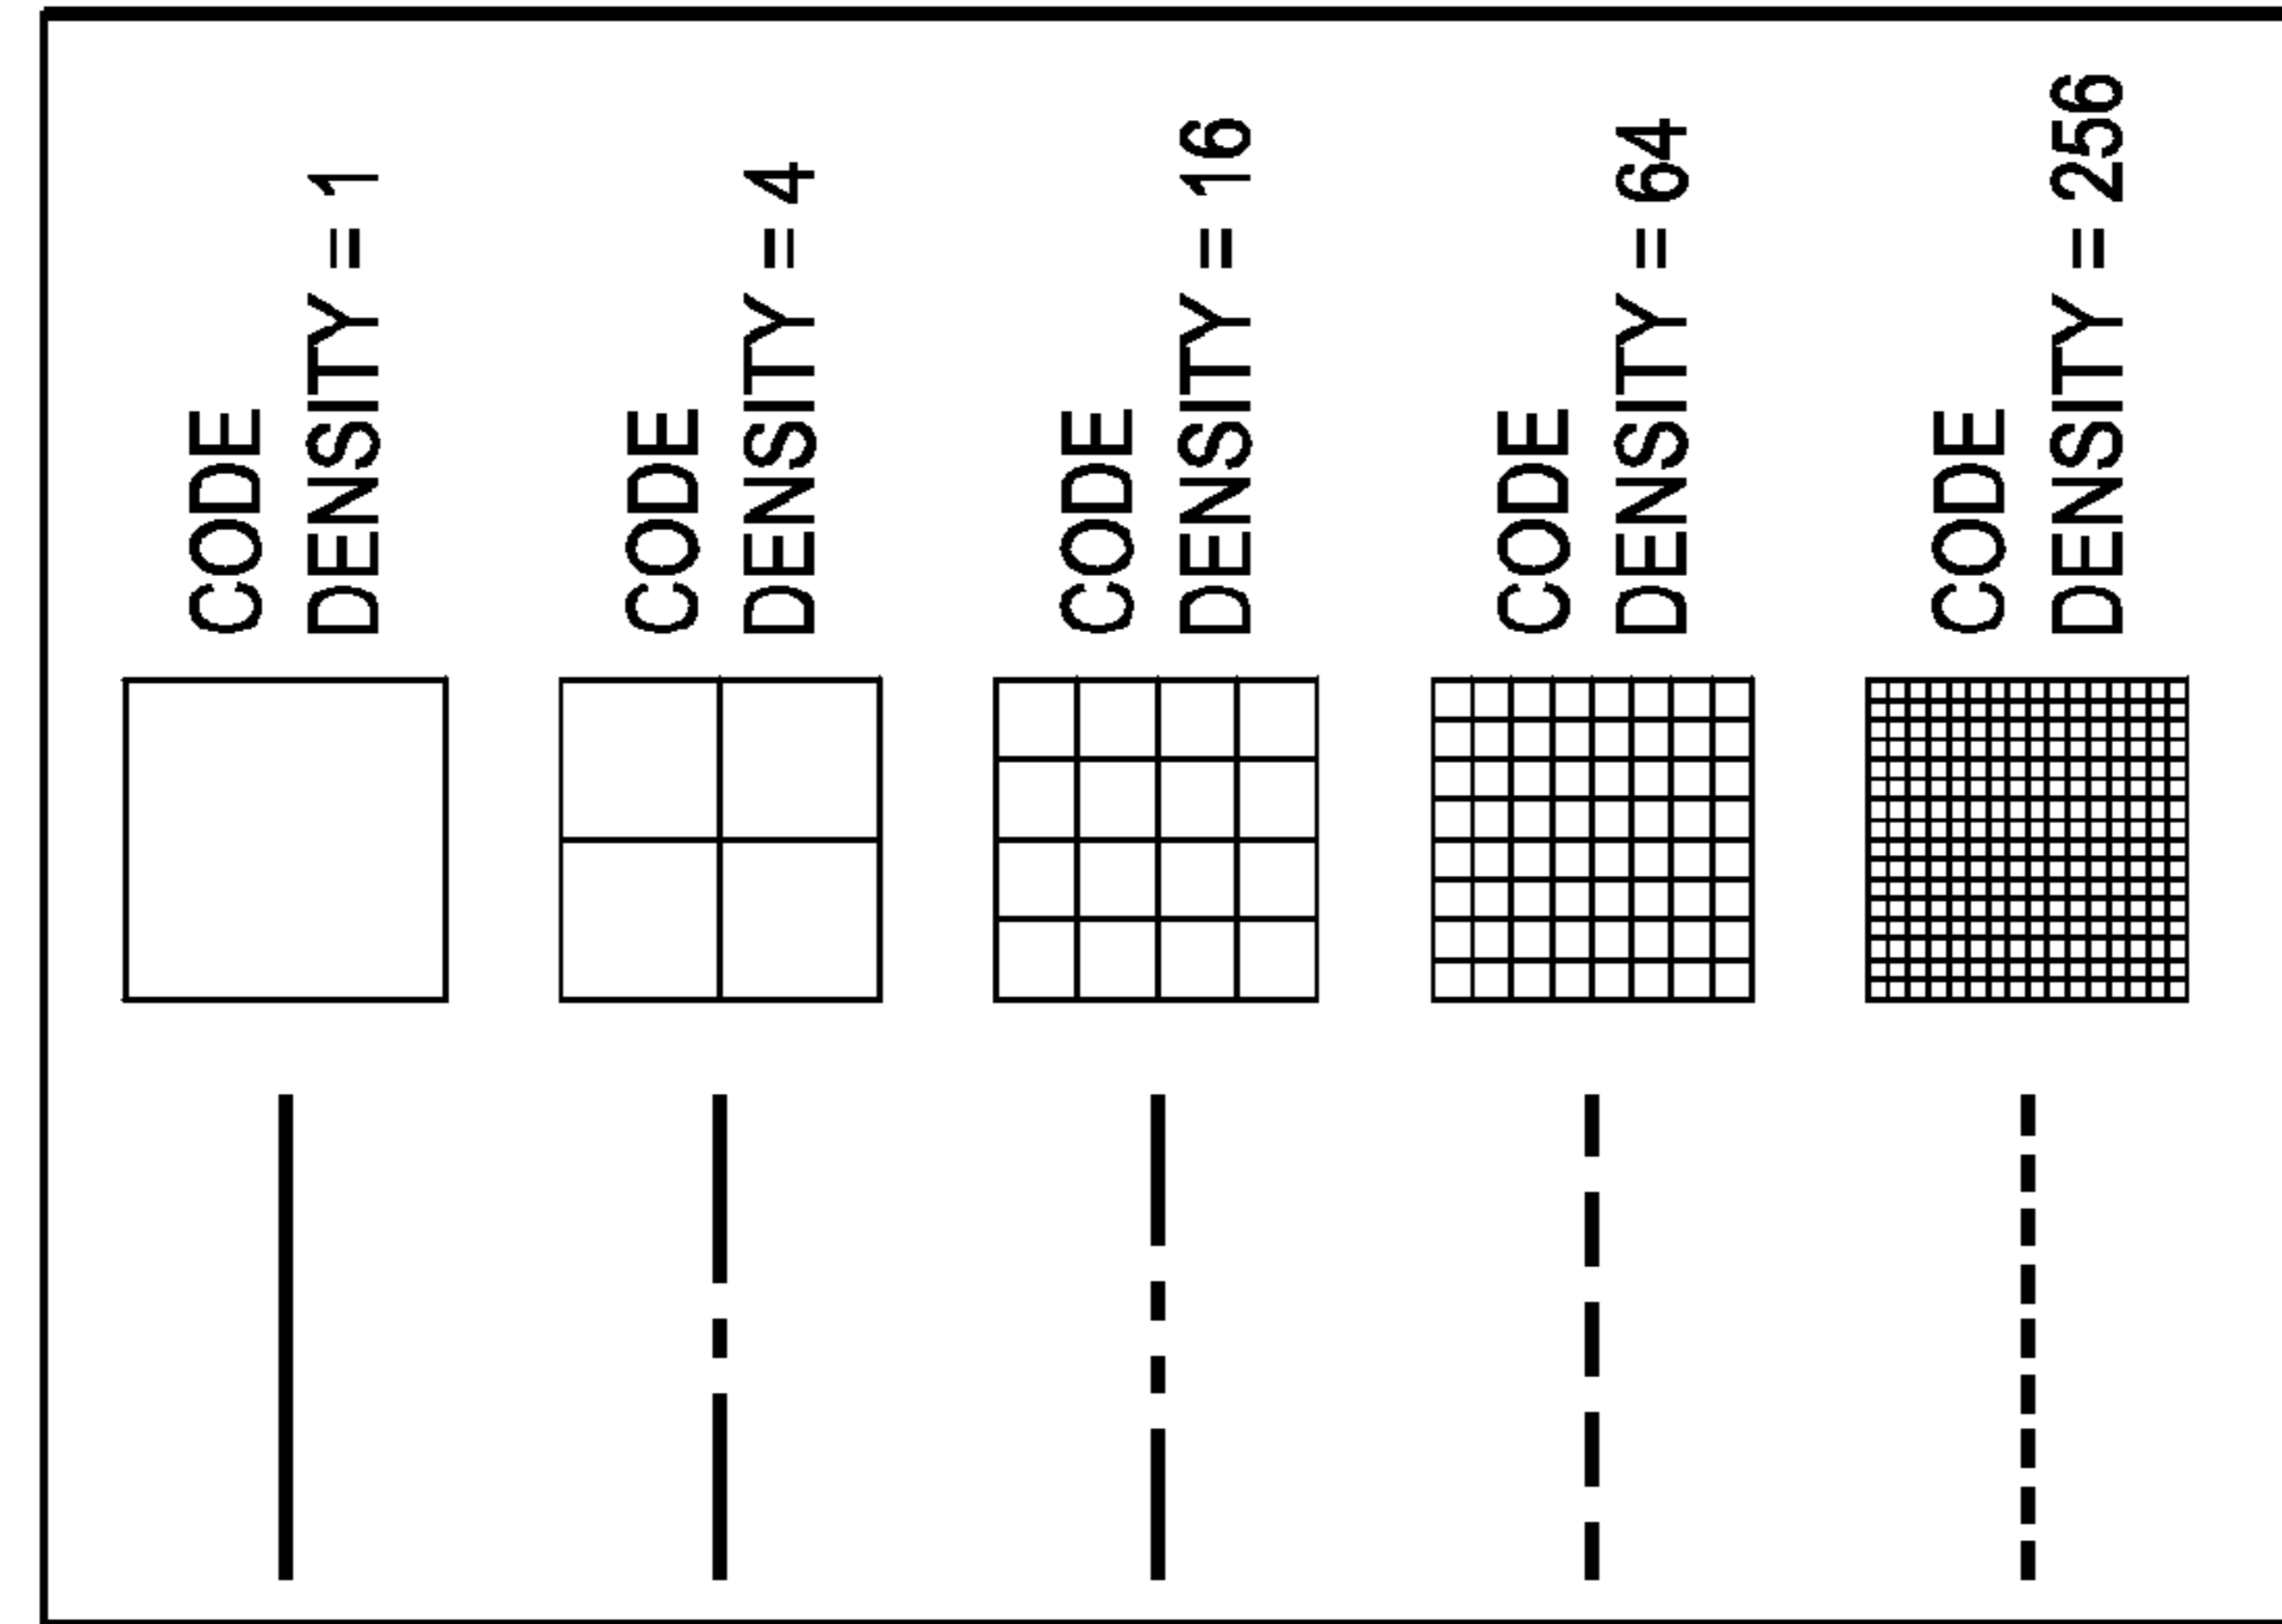 CODE
DENSITY = 1
CODE
DENSITY = 4
CODE
DENSITY = 16
CODE
DENSITY = 64
CODE
DENSITY = 256